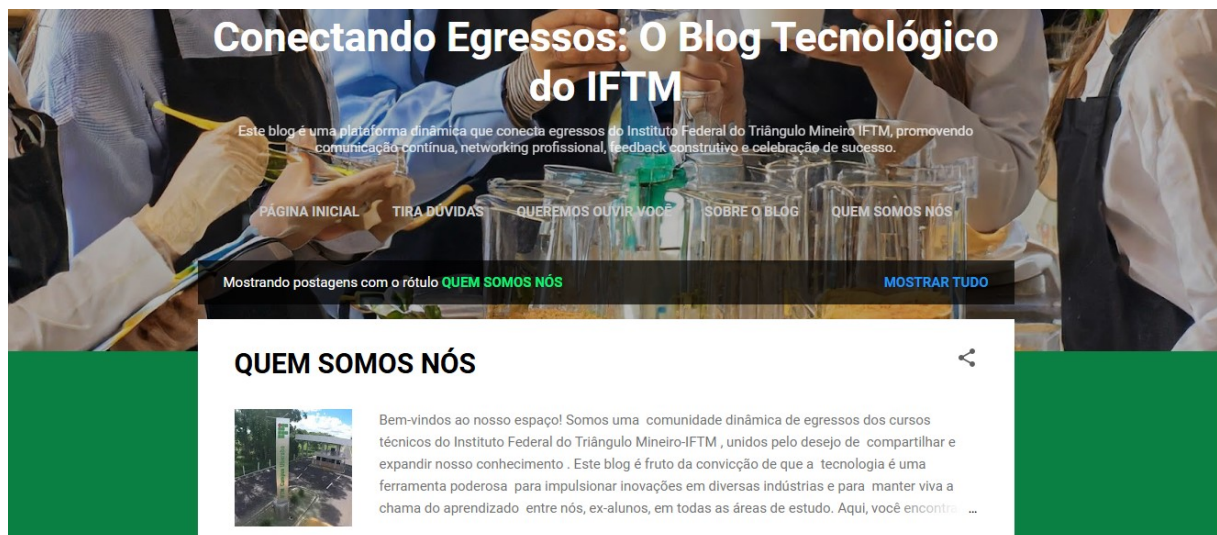 Conectando Egressos: O Blog Tecnológico
do IFTM
Este blog é uma plataforma dinâmica que conecta egressos do Instituto Federal do Triângulo Mineiro IFTM, promovendo
comunicação contínua, networking profissional, feedback construtivo e celebração de sucesso.
PÁGINA INICIAL TIRA DÚVIDAS QUEREMOS OUVIR VOCÊ SOBRE O BLOG QUEM SOMOS NÓS
Mostrando postagens com o rótulo QUEM SOMOS NÓS MOSTRAR TUDO
QUEM SOMOS NÓS
Bem-vindos ao nosso espaço! Somos uma comunidade dinâmica de egressos dos cursos
técnicos do Instituto Federal do Triângulo Mineiro-IFTM , unidos pelo desejo de compartilhar e
expandir nosso conhecimento . Este blog é fruto da convicção de que a tecnologia é uma
ferramenta poderosa para impulsionar inovações em diversas indústrias e para manter viva a
chama do aprendizado entre nós, ex-alunos, em todas as áreas de estudo. Aqui, você encontra ...